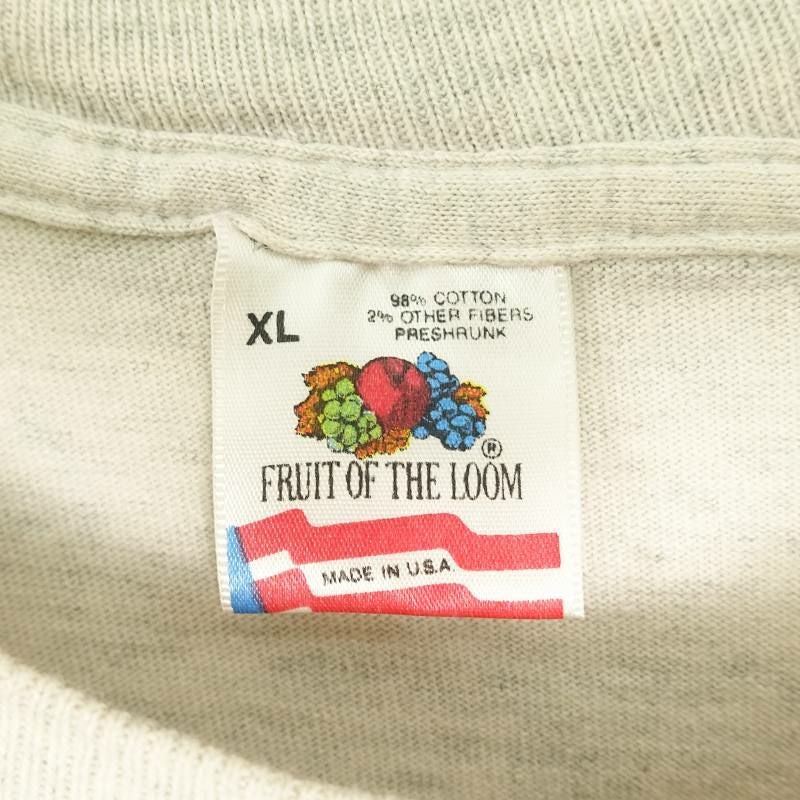 XL
98% COTTON
2% OTHER FIBERS
PRESHRUNK
®
FRUIT OF THE LOOM
MADE IN U.S.A.